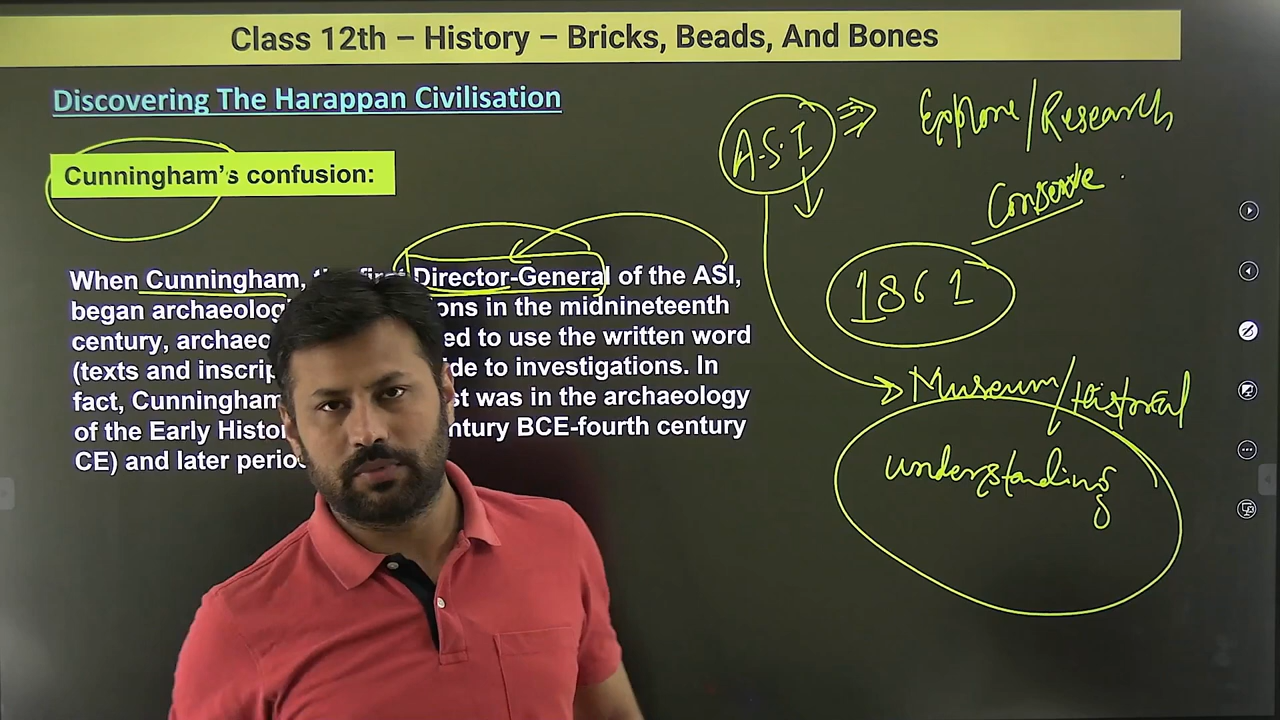 Class 12th – History – Bricks, Beads, And Bones
Discovering The Harappan Civilisation
Cunningham's confusion:
When Cunningham, first Director-General of the ASI,
began archaeolog ons in the midnineteenth
century, archaeo ed to use the written word
(texts and inscrip ide to investigations. In
fact, Cunningham st was in the archaeology
of the Early Histor ntury BCE-fourth century
CE) and later perio
A.S.I
Explore/Research
Conserve
1861
Museum/Historical
understanding